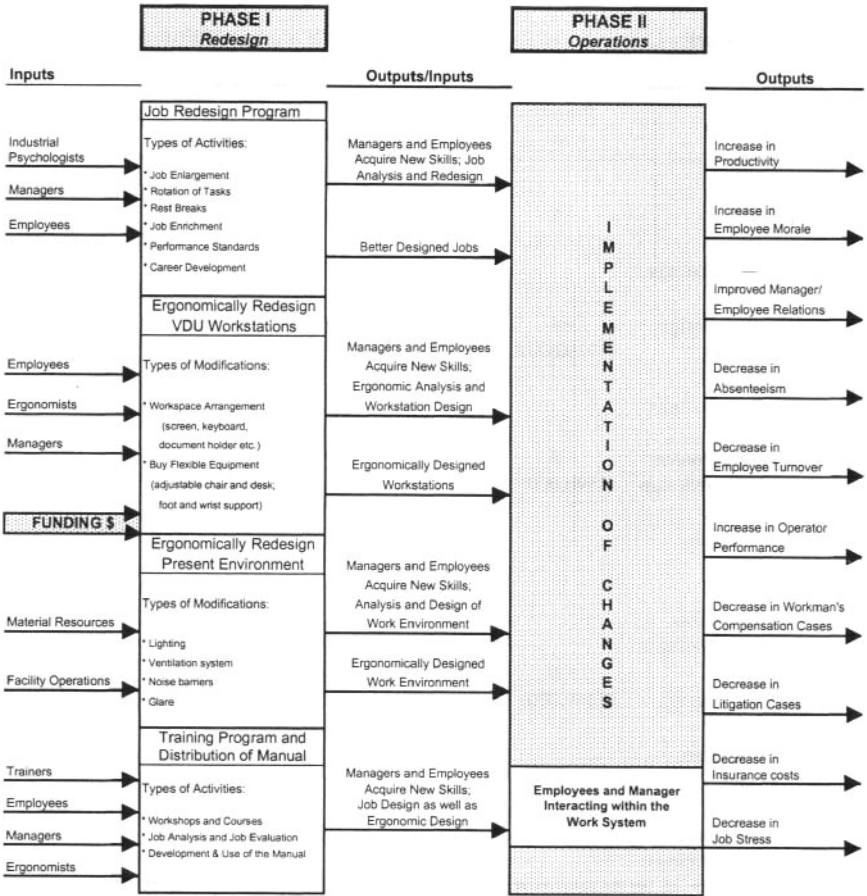 PHASE I
Redesign
PHASE II
Operations
Inputs
Outputs/Inputs
Outputs
Job Redesign Program
Types of Activities:
* Job Enlargement
* Rotation of Tasks
* Rest Breaks
* Job Enrichment
* Performance Standards
* Career Development
Industrial
Psychologists
Managers
Employees
Managers and Employees
Acquire New Skills; Job
Analysis and Redesign
Better Designed Jobs
Ergonomically Redesign
VDU Workstations
Types of Modifications:
* Workspace Arrangement
(screen, keyboard,
document holder etc.)
* Buy Flexible Equipment
(adjustable chair and desk;
foot and wrist support)
Employees
Ergonomists
Managers
FUNDING $
Managers and Employees
Acquire New Skills;
Ergonomic Analysis and
Workstation Design
Ergonomically Designed
Workstations
Ergonomically Redesign
Present Environment
Types of Modifications:
* Lighting
* Ventilation system
* Noise barriers
* Glare
Material Resources
Facility Operations
Managers and Employees
Acquire New Skills;
Analysis and Design of
Work Environment
Ergonomically Designed
Work Environment
Training Program and
Distribution of Manual
Types of Activities:
* Workshops and Courses
* Job Analysis and Job Evaluation
* Development & Use of the Manual
Trainers
Employees
Managers
Ergonomists
Managers and Employees
Acquire New Skills;
Job Design as well as
Ergonomic Design
IMPLEMENTATION OF CHANGES
Employees and Manager
Interacting within the
Work System
Increase in
Productivity
Increase in
Employee Morale
Improved Manager/
Employee Relations
Decrease in
Absenteeism
Decrease in
Employee Turnover
Increase in Operator
Performance
Decrease in Workman's
Compensation Cases
Decrease in
Litigation Cases
Decrease in
Insurance costs
Decrease in
Job Stress